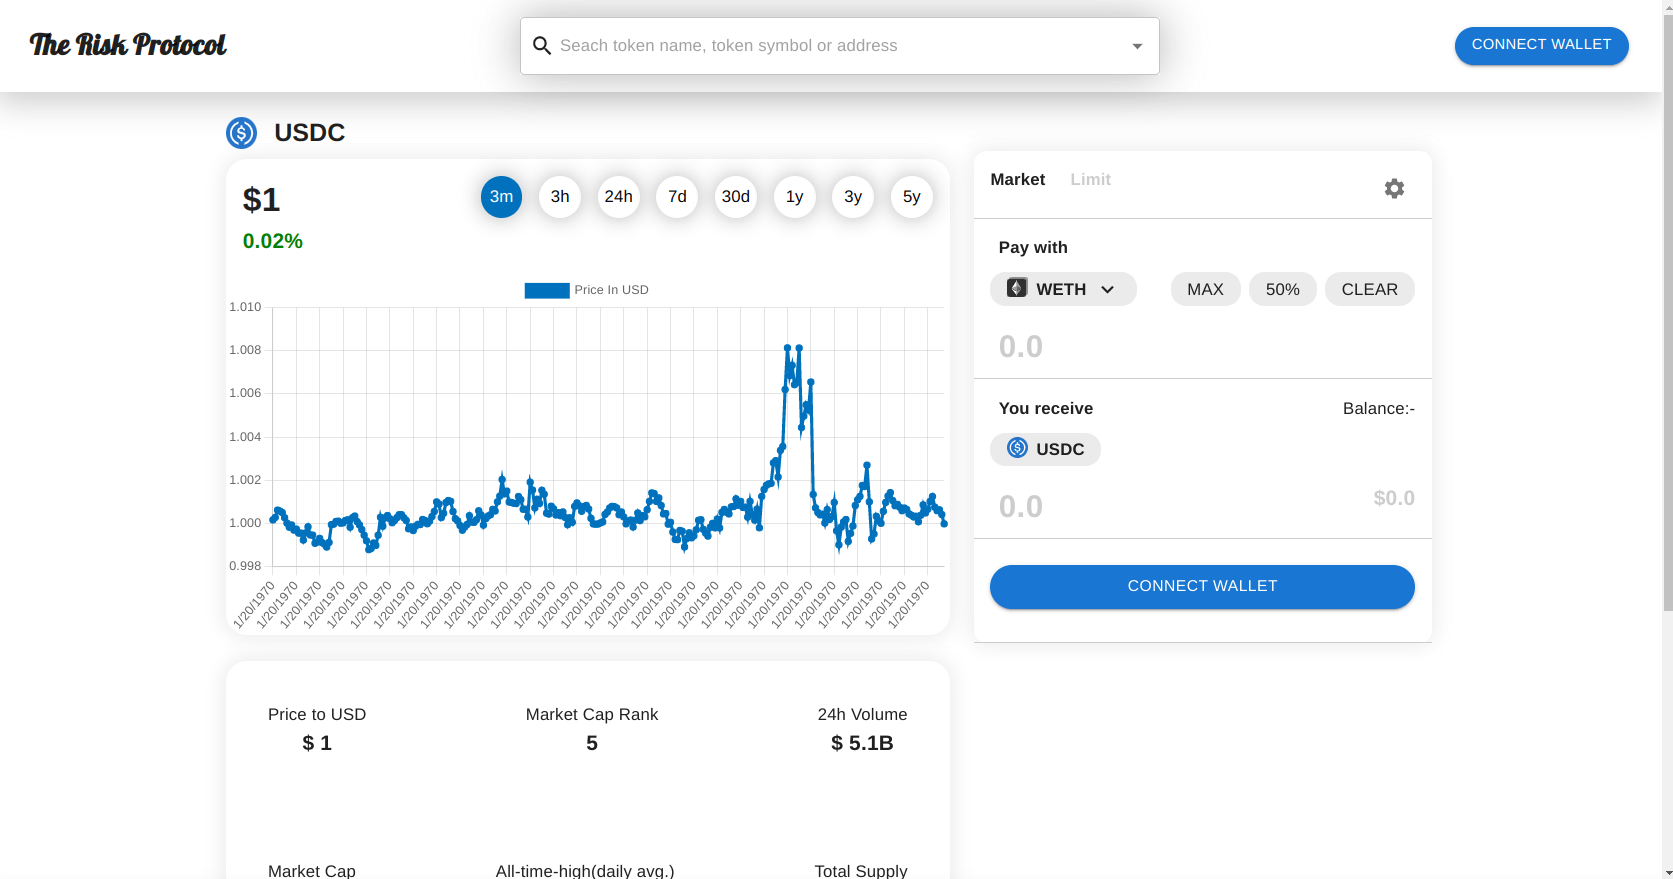 The Risk Protocol
Seach token name, token symbol or address
CONNECT WALLET
USDC
$1
0.02%
3m 3h 24h 7d 30d 1y 3y 5y
Price In USD
1.010
1.008
1.006
1.004
1.002
1.000
0.998
1/20/1970 1/20/1970 1/20/1970 1/20/1970 1/20/1970 1/20/1970 1/20/1970 1/20/1970 1/20/1970 1/20/1970 1/20/1970 1/20/1970 1/20/1970 1/20/1970 1/20/1970 1/20/1970 1/20/1970 1/20/1970 1/20/1970 1/20/1970 1/20/1970 1/20/1970 1/20/1970 1/20/1970 1/20/1970 1/20/1970 1/20/1970 1/20/1970 1/20/1970
Market Limit
Pay with
WETH MAX 50% CLEAR
0.0
You receive Balance:-
USDC
0.0 $0.0
CONNECT WALLET
Price to USD Market Cap Rank 24h Volume
$ 1 5 $ 5.1B
Market Cap All-time-high(daily avg.) Total Supply